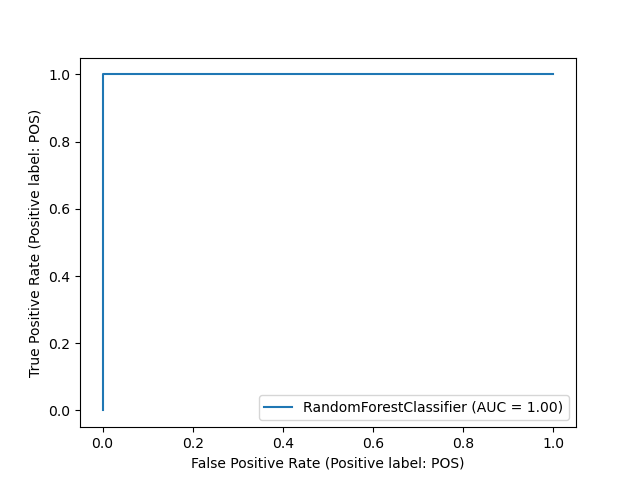 1.0
0.8
0.6
0.4
0.2
0.0
True Positive Rate (Positive label: POS)
RandomForestClassifier (AUC = 1.00)
0.0 0.2 0.4 0.6 0.8 1.0
False Positive Rate (Positive label: POS)